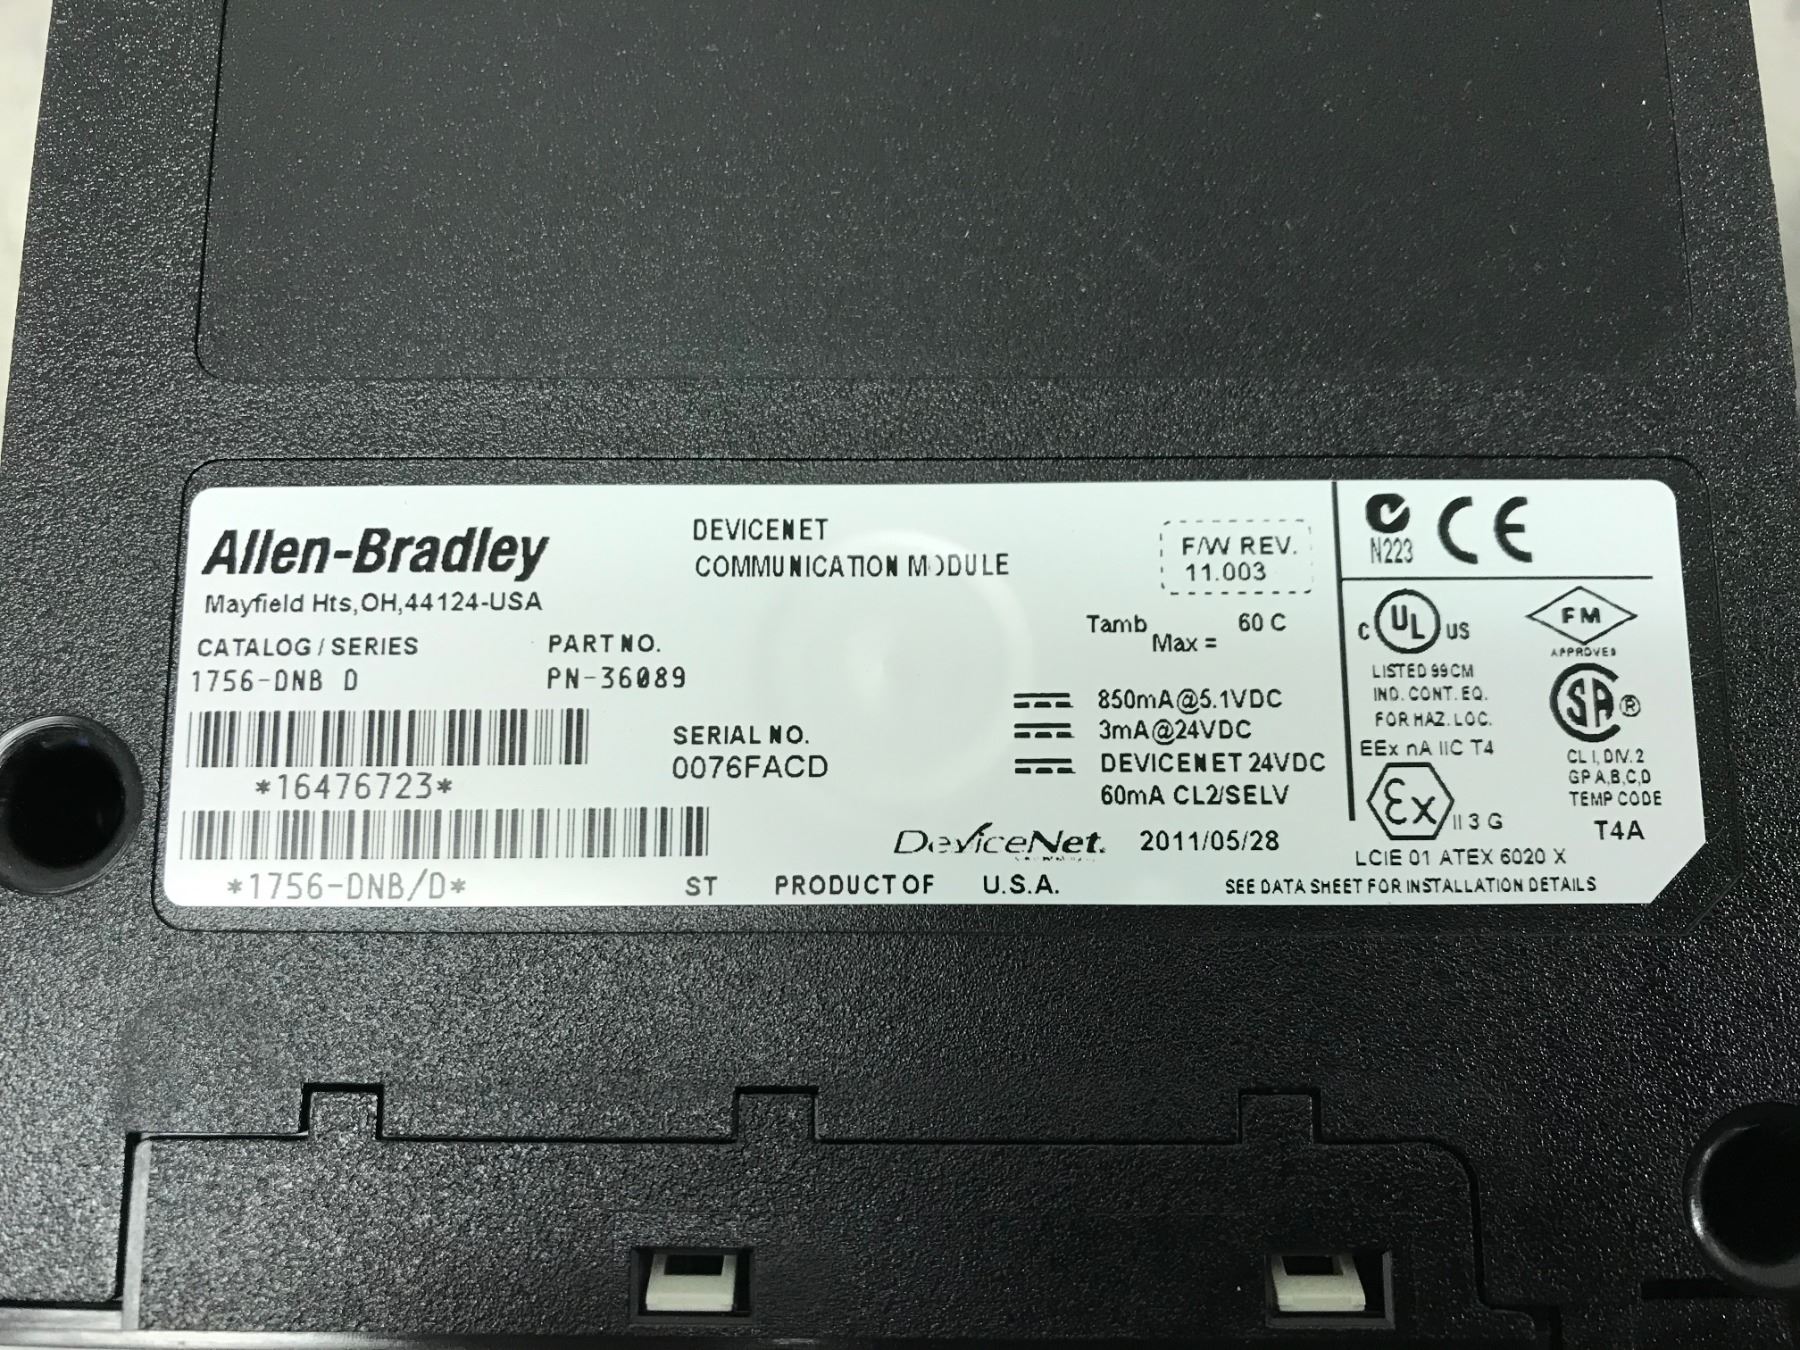 Allen-Bradley
Mayfield Hts,OH,44124-USA
CATALOG / SERIES
1756-DNB D
PART NO.
PN-36089
*16476723*
*1756-DNB/D*
DEVICENET
COMMUNICATION MODULE
SERIAL NO.
0076FACD
F/W REV.
11.003
Tamb Max = 60 C
850mA@5.1VDC
3mA@24VDC
DEVICENET 24VDC
60mA CL2/SELV
DeviceNet. 2011/05/28
ST PRODUCT OF U.S.A.
N223 CE
C UL US
LISTED 99CM
IND. CONT. EQ.
FOR HAZ. LOC.
EEx nA IIC T4
Ex II 3 G
FM
APPROVED
SA ®
CL I, DIV. 2
GP A,B,C,D
TEMP CODE
T4A
LCIE 01 ATEX 6020 X
SEE DATA SHEET FOR INSTALLATION DETAILS